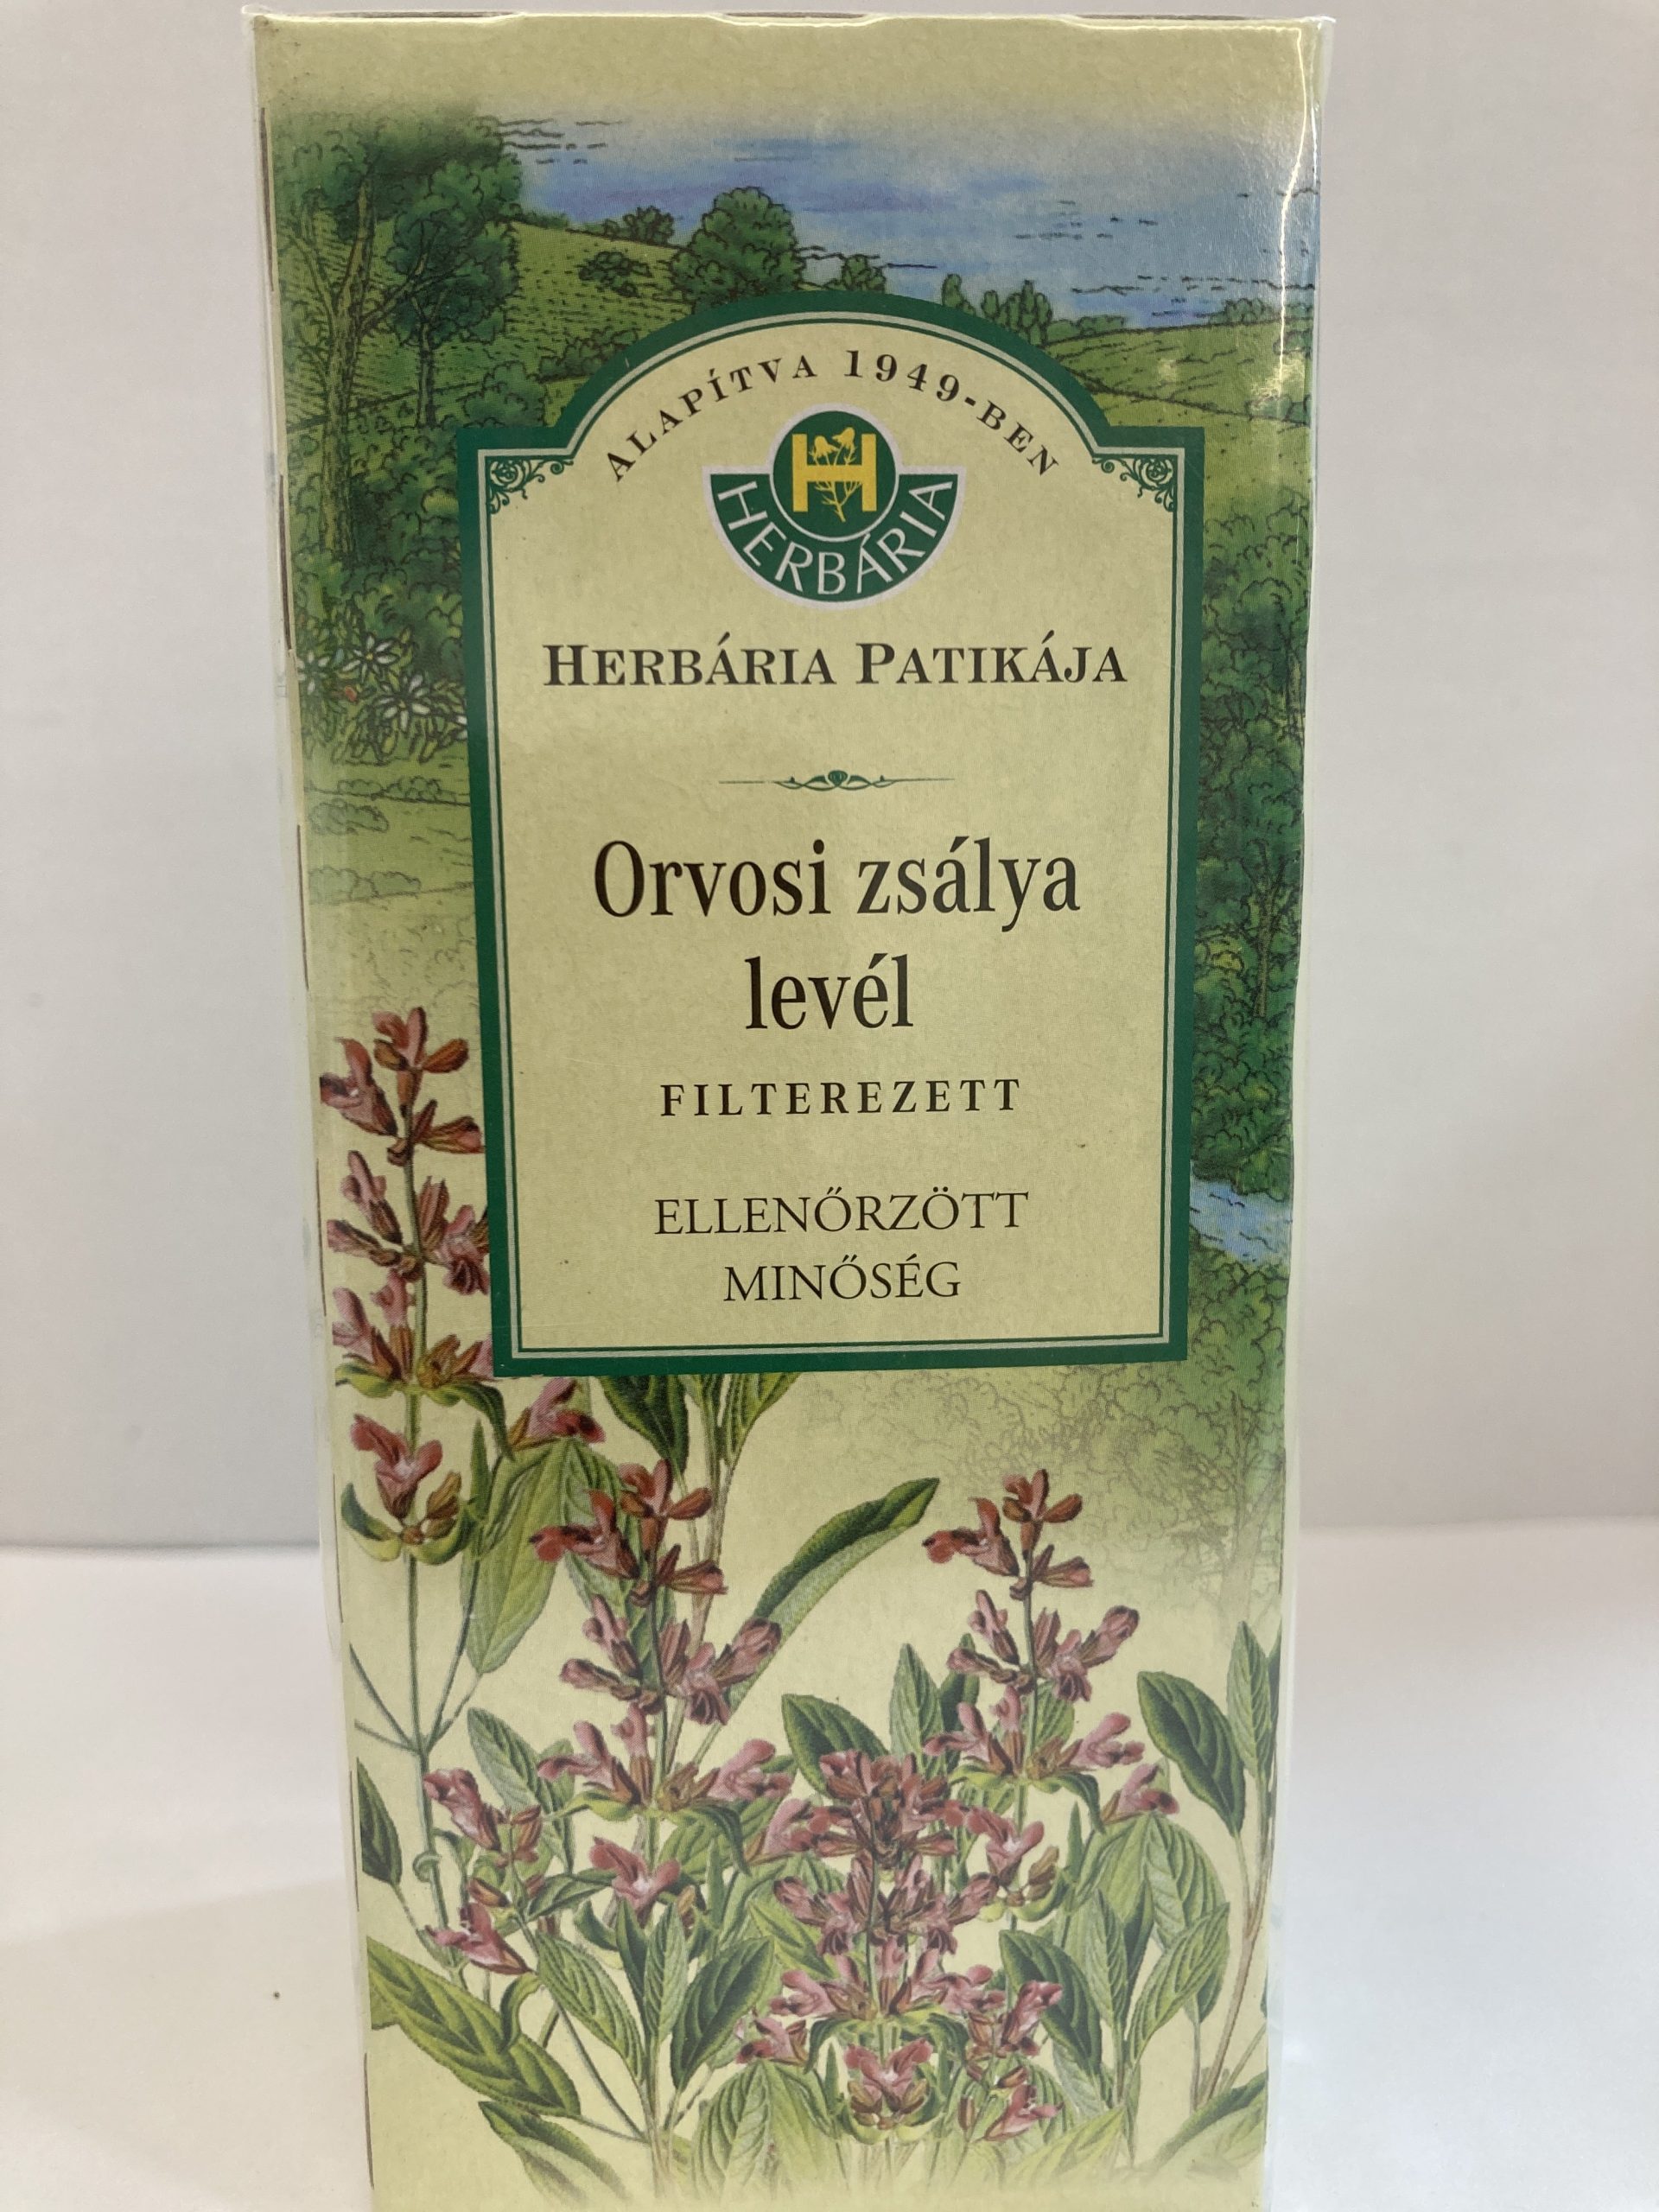 ALAPÍTVA 1949-BEN
H
HERBÁRIA
HERBÁRIA PATIKÁJA
Orvosi zsálya
levél
FILTEREZETT
ELLENŐRZÖTT
MINŐSÉG